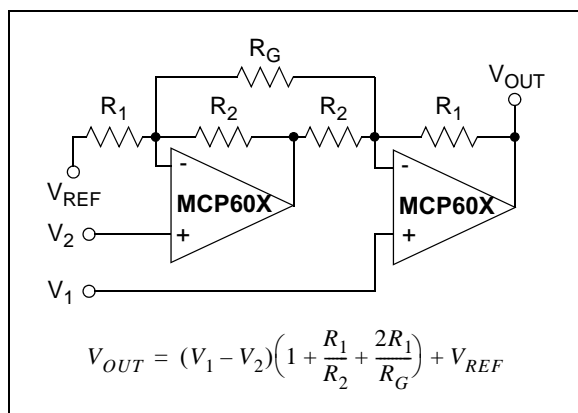 R_G
V_OUT
R_1 R_2 R_2 R_1
V_REF
- MCP60X +
- MCP60X +
V_2
V_1
V_OUT = (V_1 – V_2)(1 + R_1/R_2 + 2R_1/R_G) + V_REF